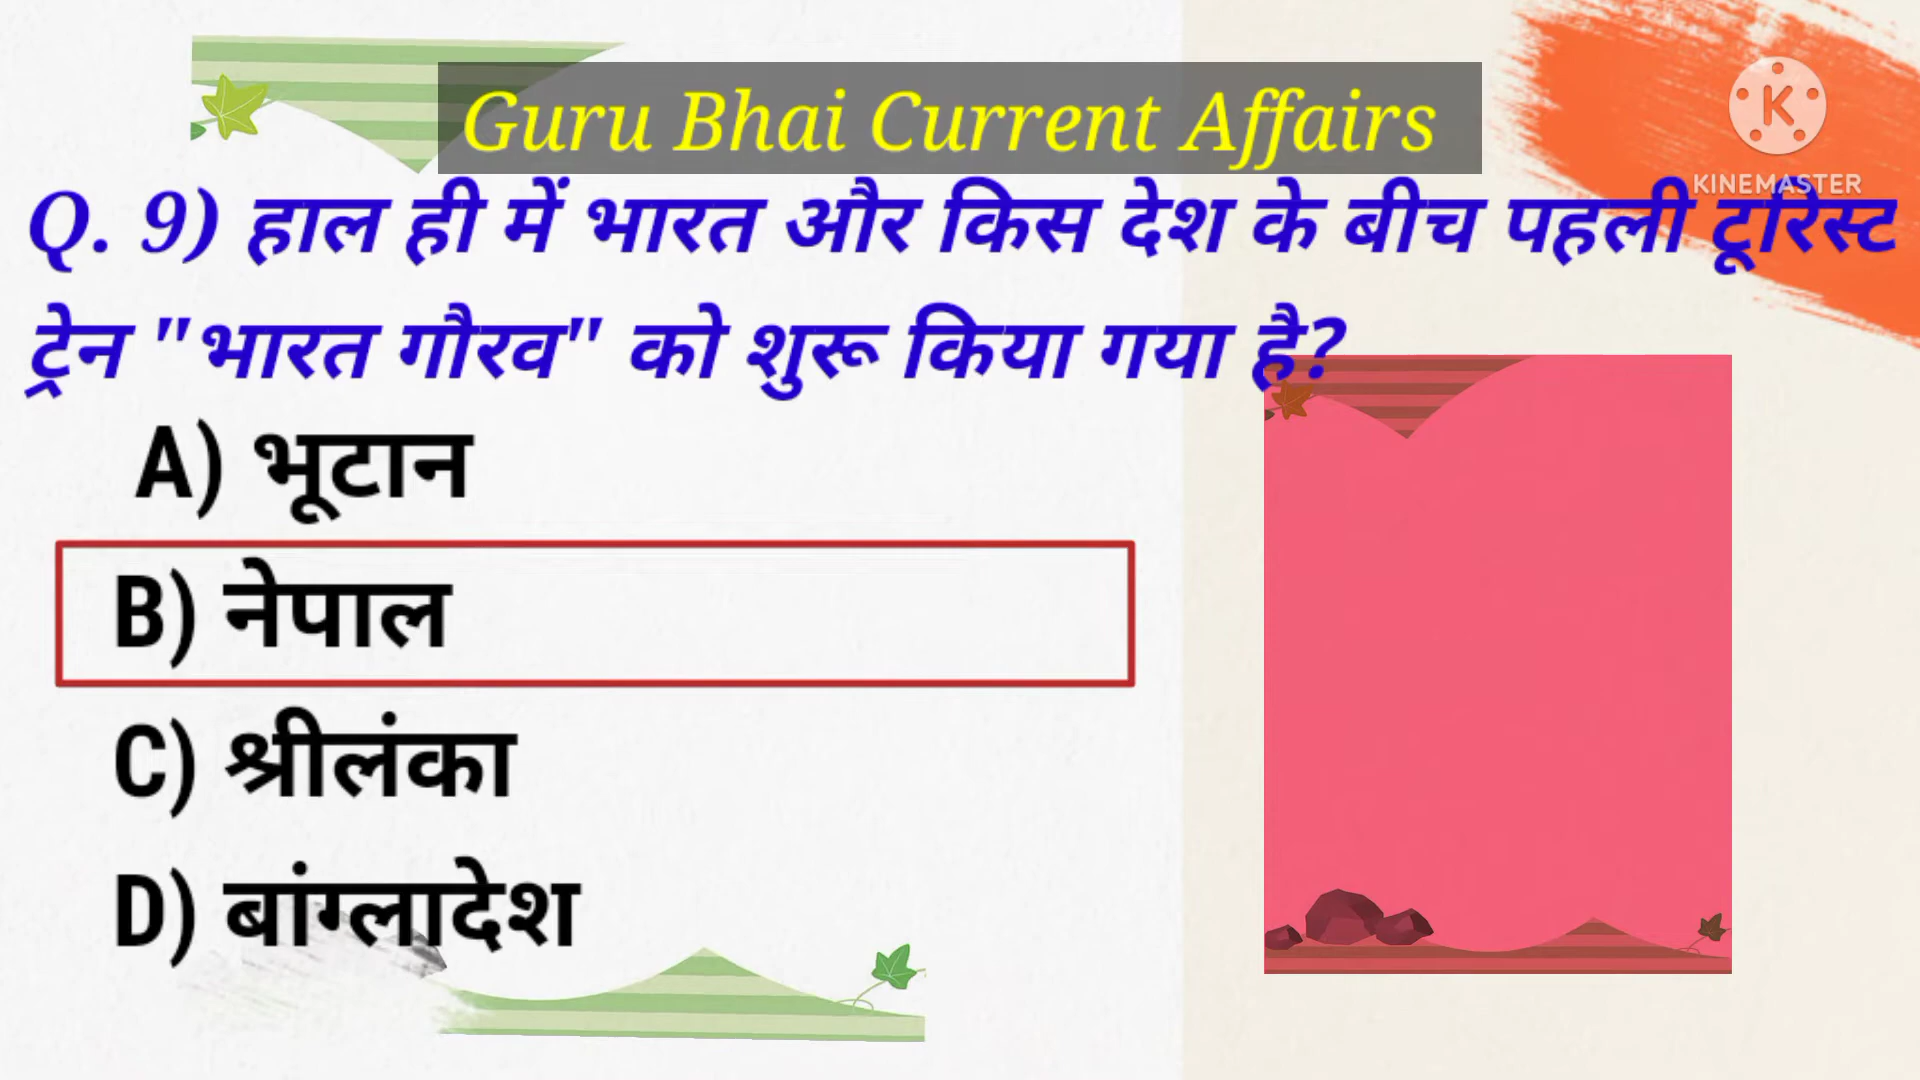 Guru Bhai Current Affairs
K
KINEMASTER
Q. 9) हाल ही में भारत और किस देश के बीच पहली टूरिस्ट
ट्रेन "भारत गौरव" को शुरू किया गया है?
A) भूटान
B) नेपाल
C) श्रीलंका
D) बांग्लादेश